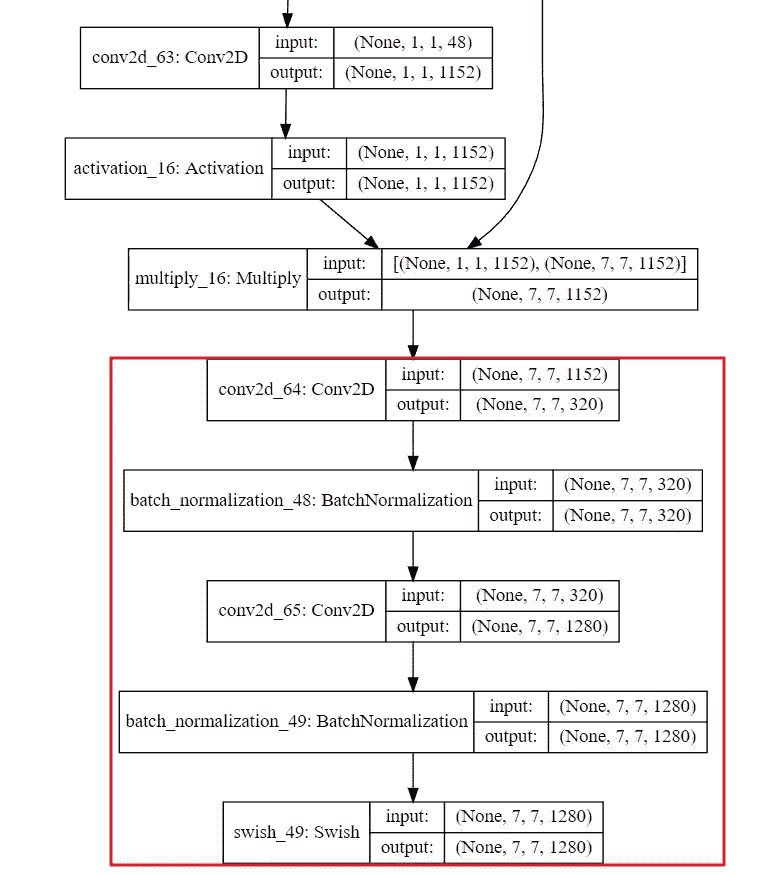 conv2d_63: Conv2D
input:
(None, 1, 1, 48)
output:
(None, 1, 1, 1152)
activation_16: Activation
input:
(None, 1, 1, 1152)
output:
(None, 1, 1, 1152)
multiply_16: Multiply
input:
[(None, 1, 1, 1152), (None, 7, 7, 1152)]
output:
(None, 7, 7, 1152)
conv2d_64: Conv2D
input:
(None, 7, 7, 1152)
output:
(None, 7, 7, 320)
batch_normalization_48: BatchNormalization
input:
(None, 7, 7, 320)
output:
(None, 7, 7, 320)
conv2d_65: Conv2D
input:
(None, 7, 7, 320)
output:
(None, 7, 7, 1280)
batch_normalization_49: BatchNormalization
input:
(None, 7, 7, 1280)
output:
(None, 7, 7, 1280)
swish_49: Swish
input:
(None, 7, 7, 1280)
output:
(None, 7, 7, 1280)